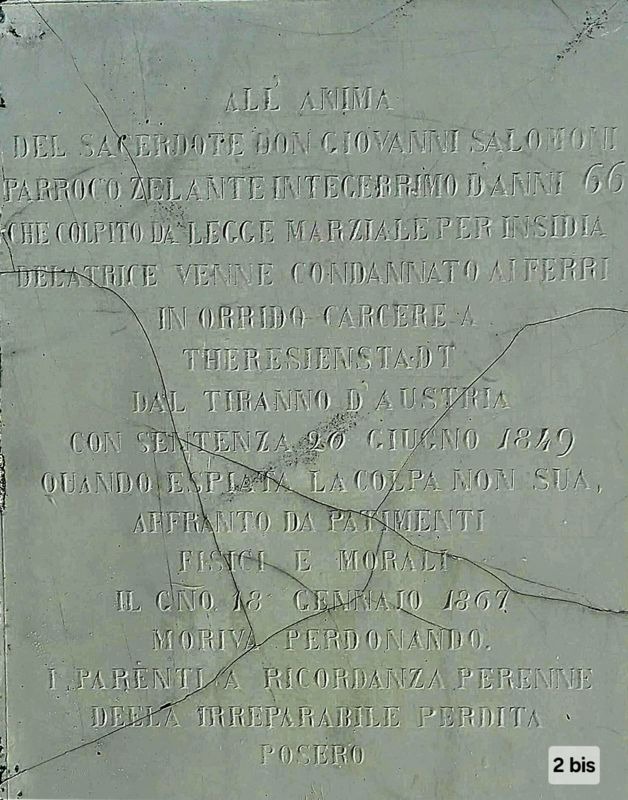 ALL' ANIMA
DEL SACERDOTE DON GIOVANNI SALOMONI
PARROCO ZELANTE INTEGERRIMO D'ANNI 66
CHE COLPITO DA LEGGE MARZIALE PER INSIDIA
DELATRICE VENNE CONDANNATO AI FERRI
IN ORRIDO CARCERE A
THERESIENSTADT
DAL TIRANNO D'AUSTRIA
CON SENTENZA 26 GIUGNO 1849
QUANDO ESPIATA LA COLPA NON SUA,
AFFRANTO DA PATIMENTI
FISICI E MORALI
IL GNO. 18 GENNAIO 1867
MORIVA PERDONANDO.
I PARENTI A RICORDANZA PERENNE
DELLA IRREPARABILE PERDITA
POSERO
2 bis